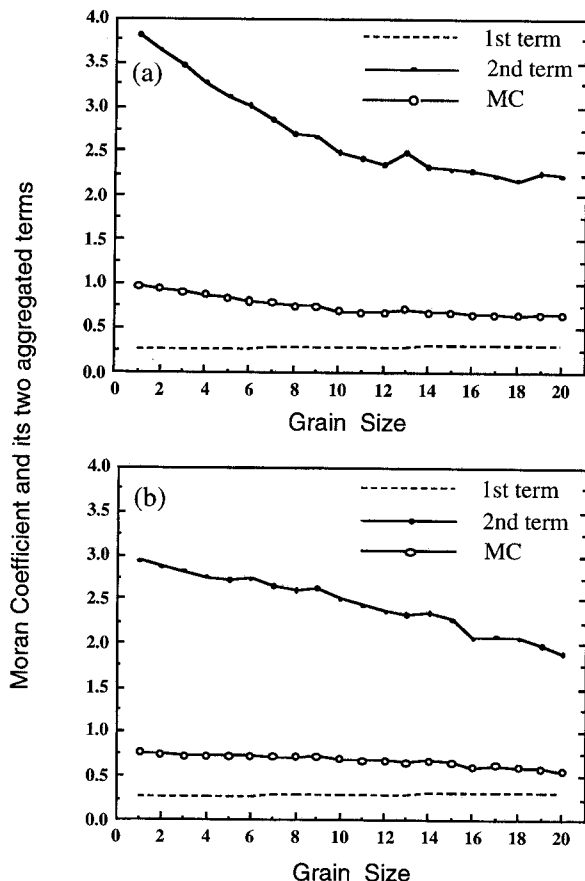 Moran Coefficient and its two aggregated terms
(a)
1st term
2nd term
MC
4.0
3.5
3.0
2.5
2.0
1.5
1.0
0.5
0.0
0 2 4 6 8 10 12 14 16 18 20
Grain Size
(b)
1st term
2nd term
MC
4.0
3.5
3.0
2.5
2.0
1.5
1.0
0.5
0.0
0 2 4 6 8 10 12 14 16 18 20
Grain Size